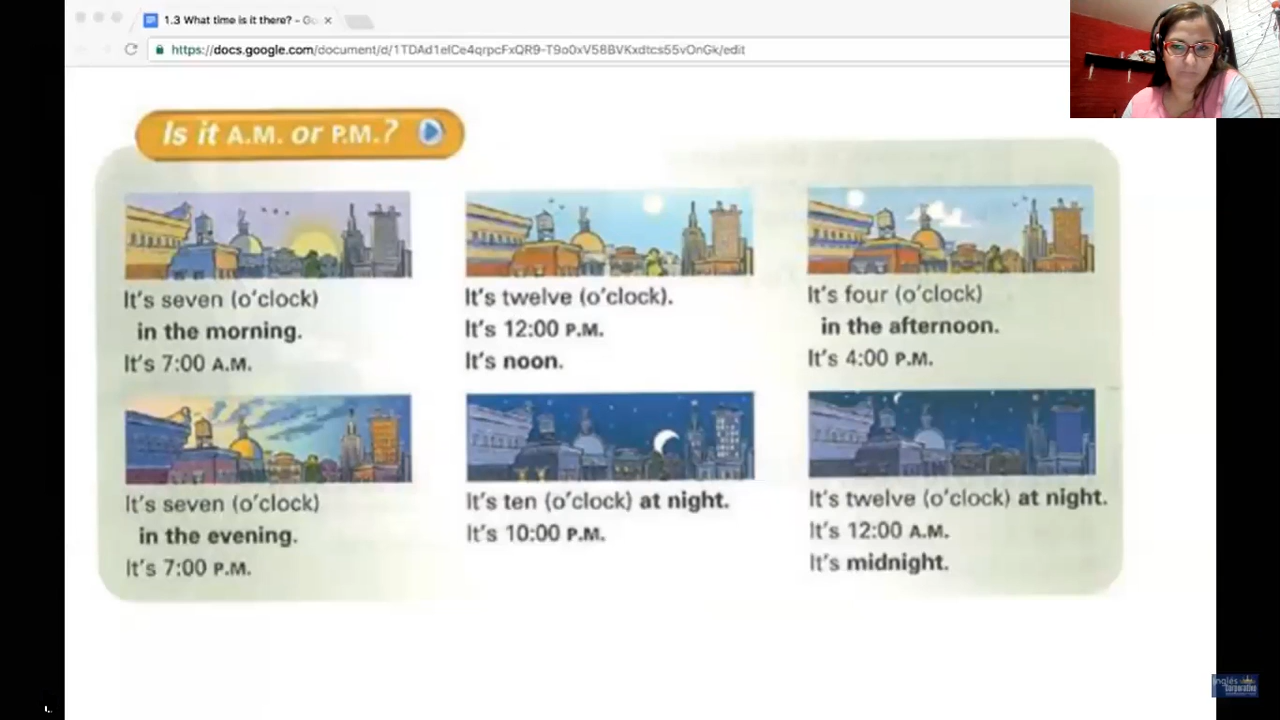 1.3 What time is it there? - Go
https://docs.google.com/document/d/1TDAd1eICe4qrpcFxQR9-T9o0xV58BVKxdtcs55vOnGk/edit
Is it A.M. or P.M.?
It's seven (o'clock)
in the morning.
It's 7:00 A.M.
It's twelve (o'clock).
It's 12:00 P.M.
It's noon.
It's four (o'clock)
in the afternoon.
It's 4:00 P.M.
It's seven (o'clock)
in the evening.
It's 7:00 P.M.
It's ten (o'clock) at night.
It's 10:00 P.M.
It's twelve (o'clock) at night.
It's 12:00 A.M.
It's midnight.
Inglés
Corporativo